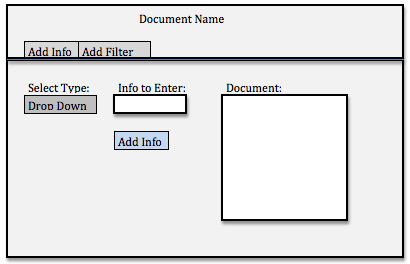 Document Name
Add Info Add Filter
Select Type: Info to Enter: Document:
Drop Down
Add Info